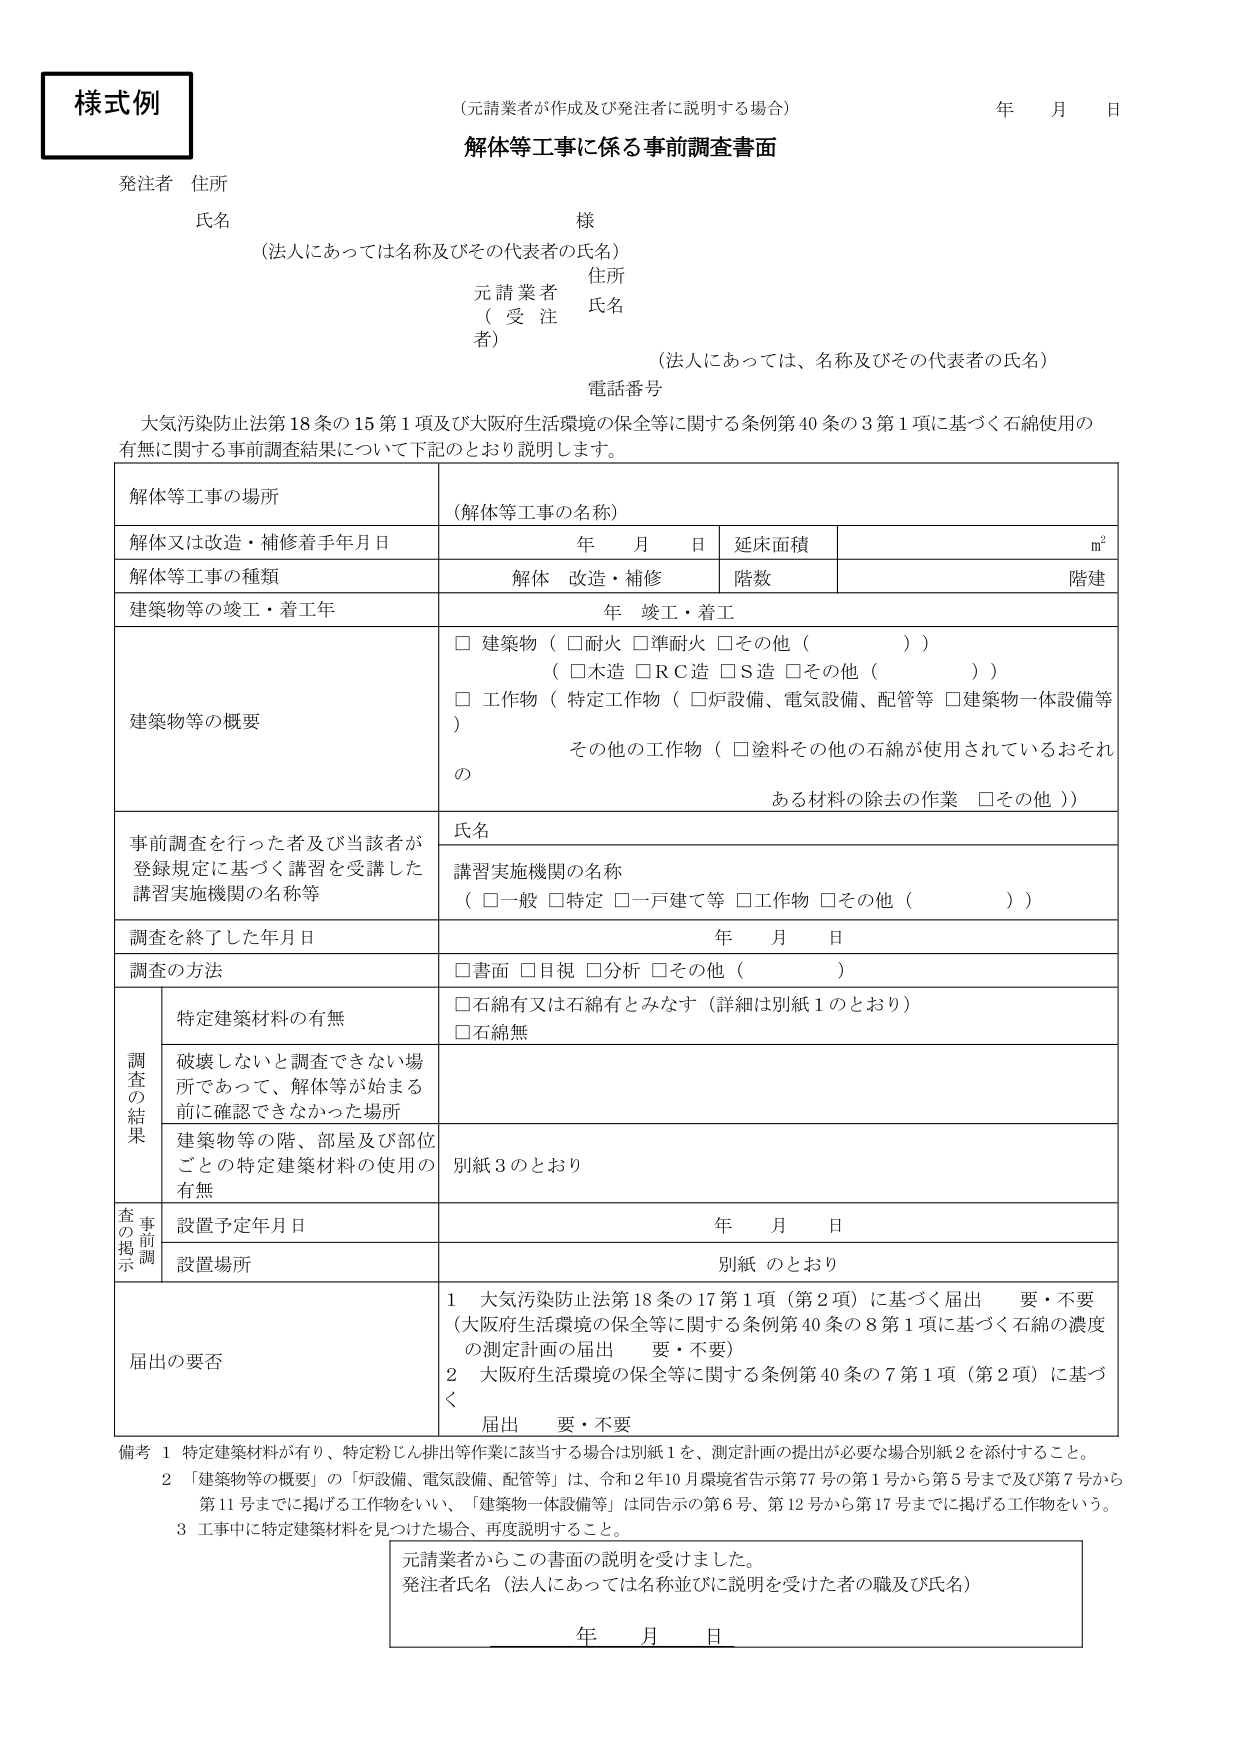 様式例
（元請業者が作成及び発注者に説明する場合）　年　月　日
解体等工事に係る事前調査書面
発注者　住所
氏名　様
（法人にあっては名称及びその代表者の氏名）
住所
元請業者
氏名
（受注
者）
（法人にあっては、名称及びその代表者の氏名）
電話番号
大気汚染防止法第18条の15第１項及び大阪府生活環境の保全等に関する条例第40条の３第１項に基づく石綿使用の
有無に関する事前調査結果について下記のとおり説明します。
解体等工事の場所
（解体等工事の名称）
解体又は改造・補修着手年月日　年　月　日　延床面積　㎡
解体等工事の種類　解体　改造・補修　階数　階建
建築物等の竣工・着工年　年　竣工・着工
建築物等の概要
□ 建築物（ □耐火 □準耐火 □その他（　　　　））
（ □木造 □ＲＣ造 □Ｓ造 □その他（　　　　））
□ 工作物（ 特定工作物（ □炉設備、電気設備、配管等 □建築物一体設備等
）
その他の工作物（ □塗料その他の石綿が使用されているおそれ
の
ある材料の除去の作業　□その他 ））
事前調査を行った者及び当該者が
登録規定に基づく講習を受講した
講習実施機関の名称等
氏名
講習実施機関の名称
（ □一般 □特定 □一戸建て等 □工作物 □その他（　　　　））
調査を終了した年月日　年　月　日
調査の方法　□書面 □目視 □分析 □その他（　　　　）
調査の結果
特定建築材料の有無
□石綿有又は石綿有とみなす（詳細は別紙１のとおり）
□石綿無
破壊しないと調査できない場
所であって、解体等が始まる
前に確認できなかった場所
建築物等の階、部屋及び部位
ごとの特定建築材料の使用の
有無
別紙３のとおり
事前調
査の掲示
設置予定年月日　年　月　日
設置場所　別紙 のとおり
届出の要否
１　大気汚染防止法第18条の17第１項（第２項）に基づく届出　要・不要
（大阪府生活環境の保全等に関する条例第40条の８第１項に基づく石綿の濃度
の測定計画の届出　要・不要）
２　大阪府生活環境の保全等に関する条例第40条の７第１項（第２項）に基づ
く
届出　要・不要
備考 １ 特定建築材料が有り、特定粉じん排出等作業に該当する場合は別紙１を、測定計画の提出が必要な場合別紙２を添付すること。
２ 「建築物等の概要」の「炉設備、電気設備、配管等」は、令和２年10月環境省告示第77号の第１号から第５号まで及び第７号から
第11号までに掲げる工作物をいい、「建築物一体設備等」は同告示の第６号、第12号から第17号までに掲げる工作物をいう。
３ 工事中に特定建築材料を見つけた場合、再度説明すること。
元請業者からこの書面の説明を受けました。
発注者氏名（法人にあっては名称並びに説明を受けた者の職及び氏名）
年　月　日